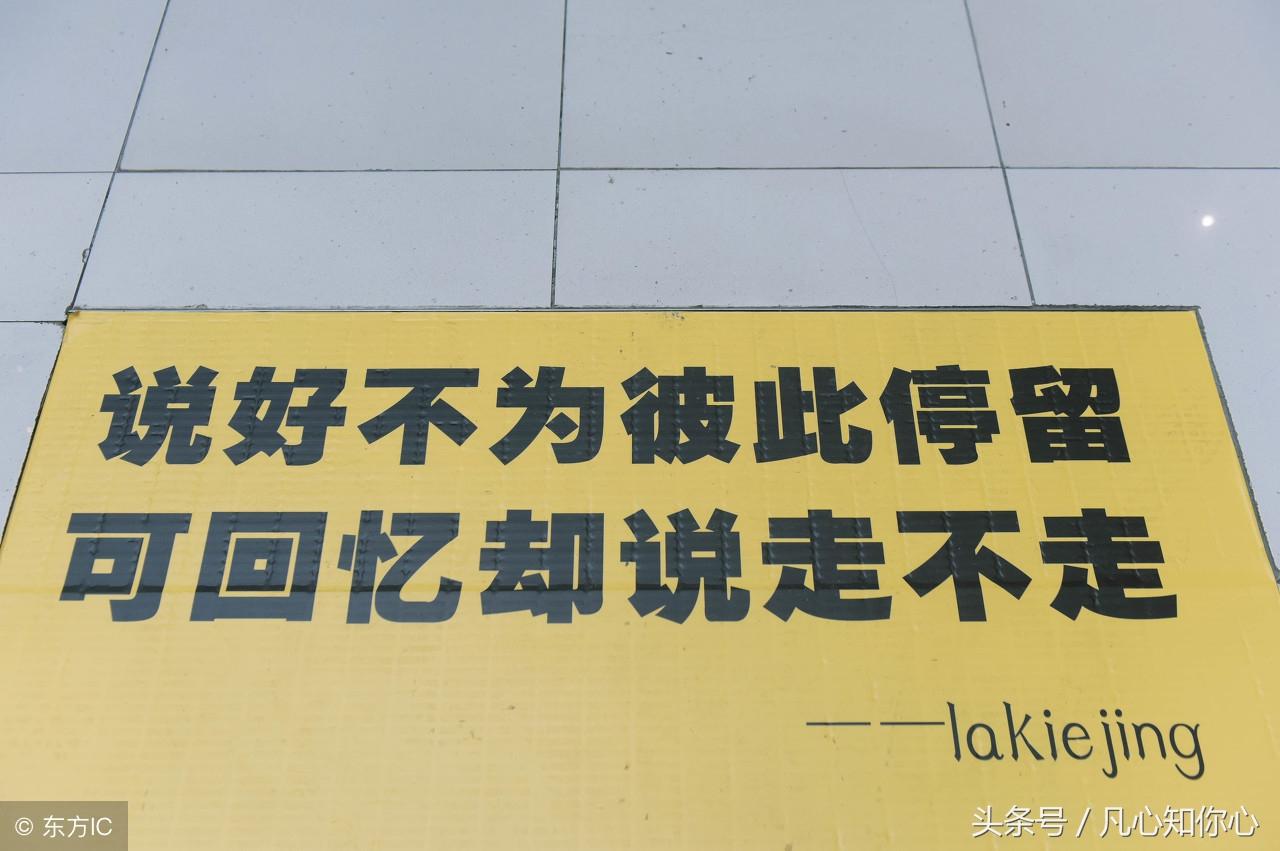 说好不为彼此停留
可回忆却说走不走
——lakiejing
© 东方IC
头条号 / 凡心知你心